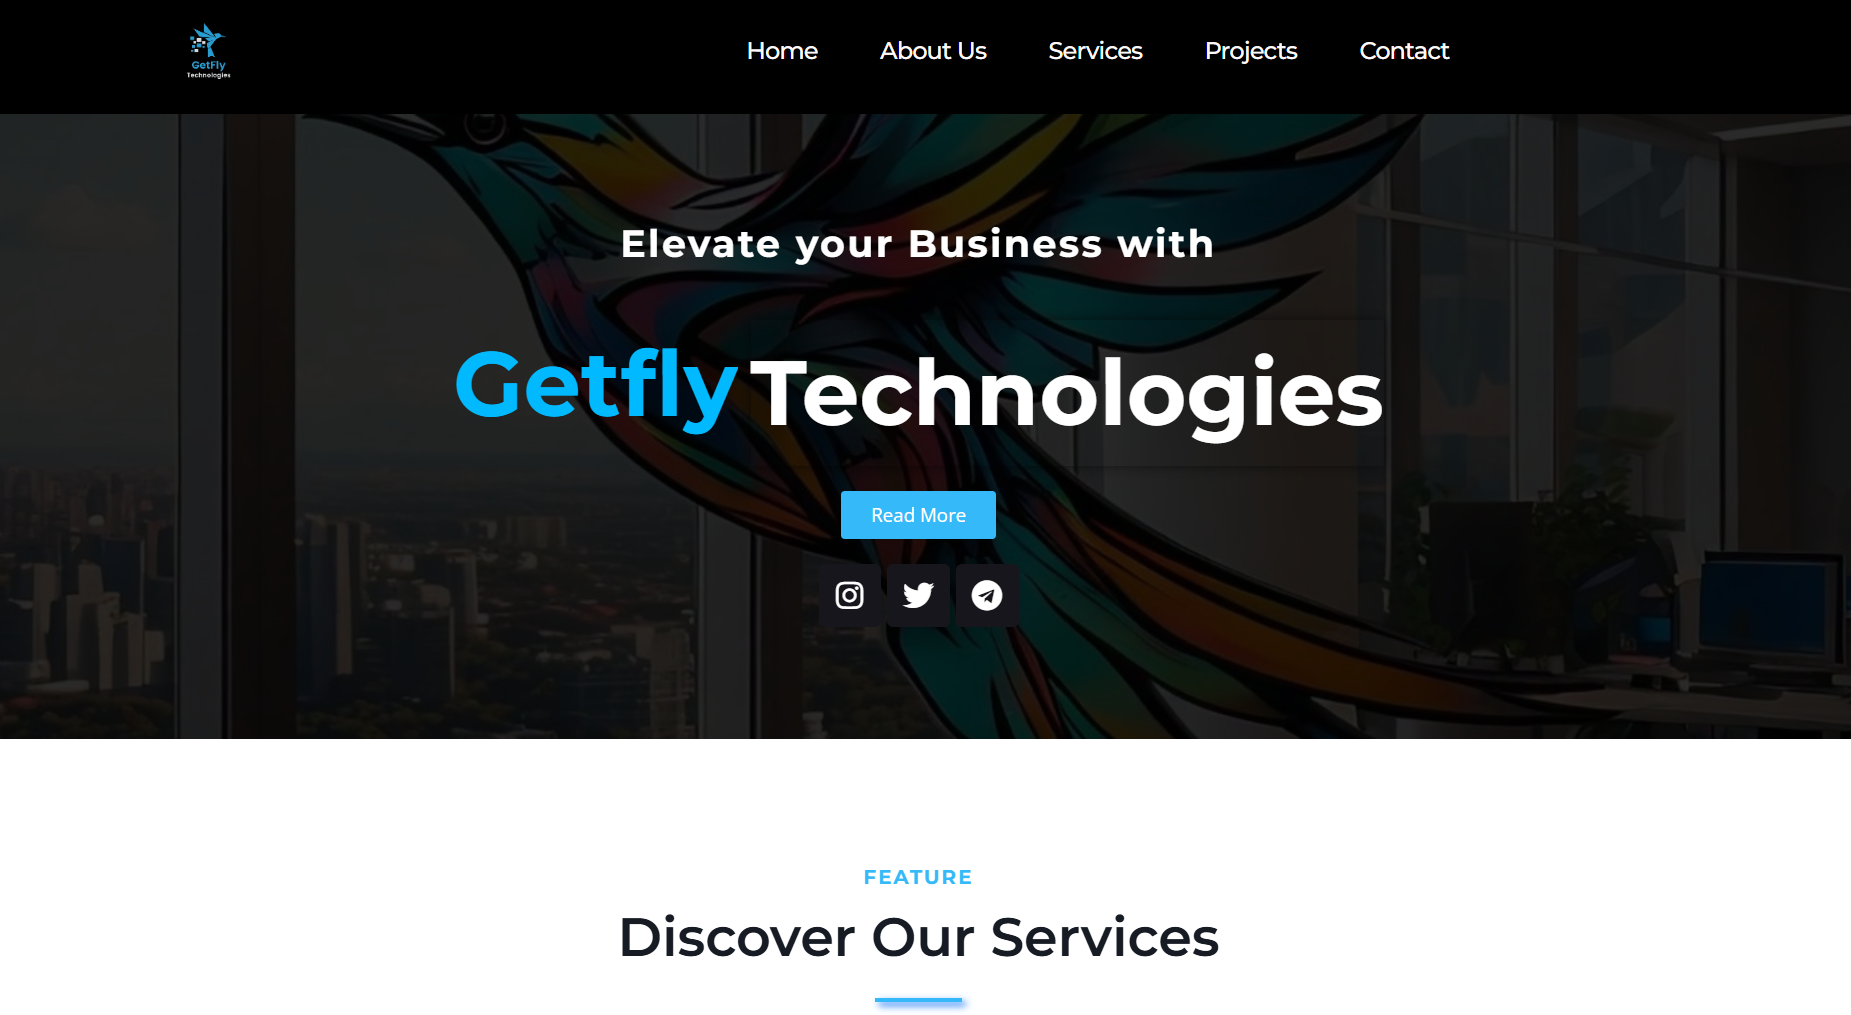 GetFly
Technologies
Home About Us Services Projects Contact
Elevate your Business with
Getfly Technologies
Read More
FEATURE
Discover Our Services